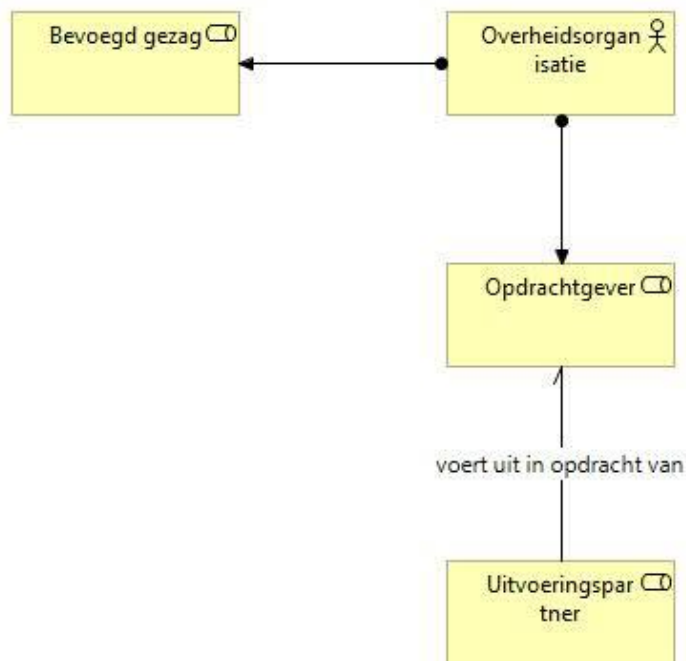 Bevoegd gezag
Overheidsorgan
isatie
Opdrachtgever
voert uit in opdracht van
Uitvoeringspar
tner